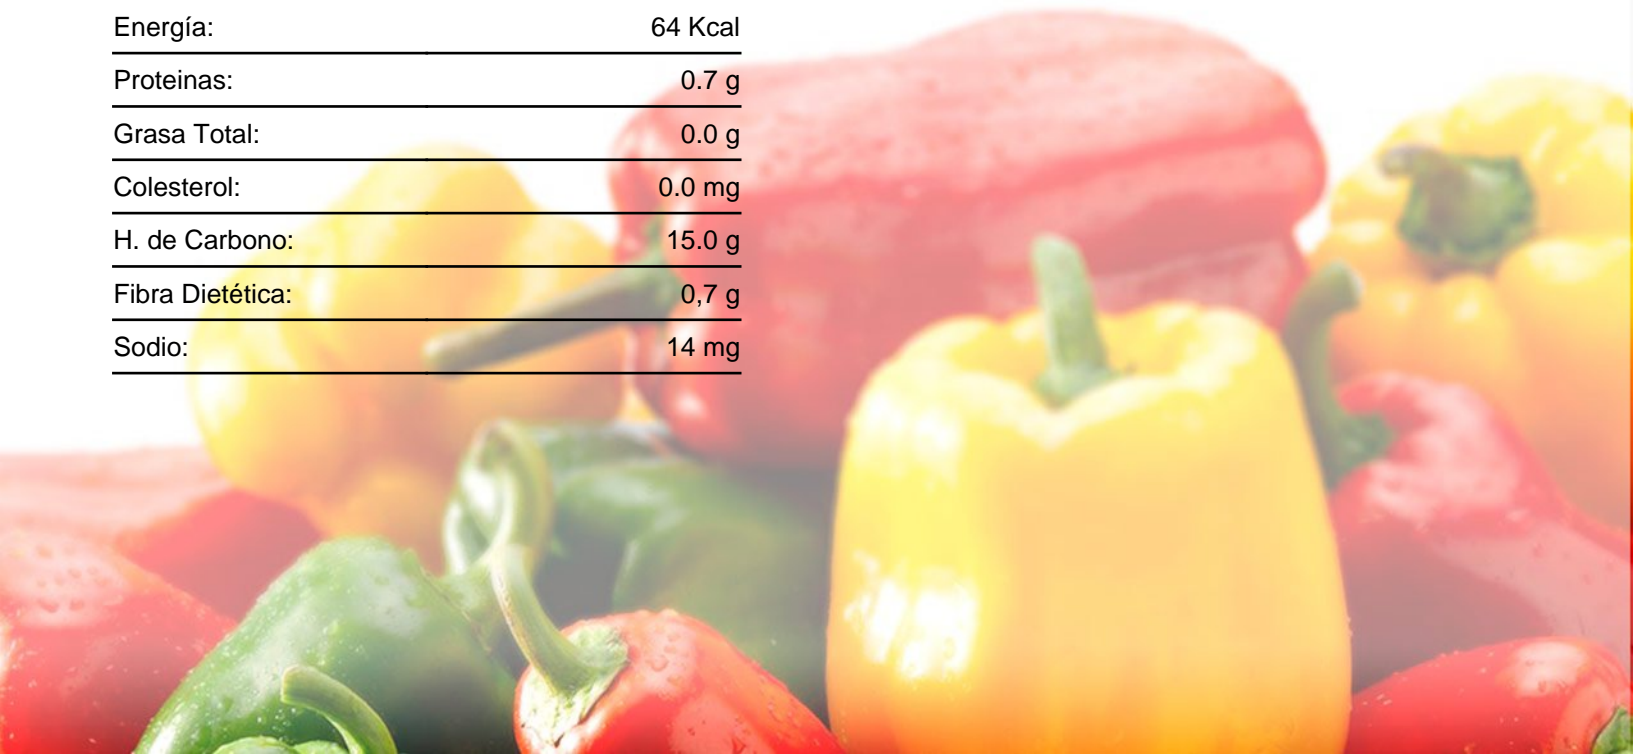 Energía: 64 Kcal
Proteinas: 0.7 g
Grasa Total: 0.0 g
Colesterol: 0.0 mg
H. de Carbono: 15.0 g
Fibra Dietética: 0,7 g
Sodio: 14 mg